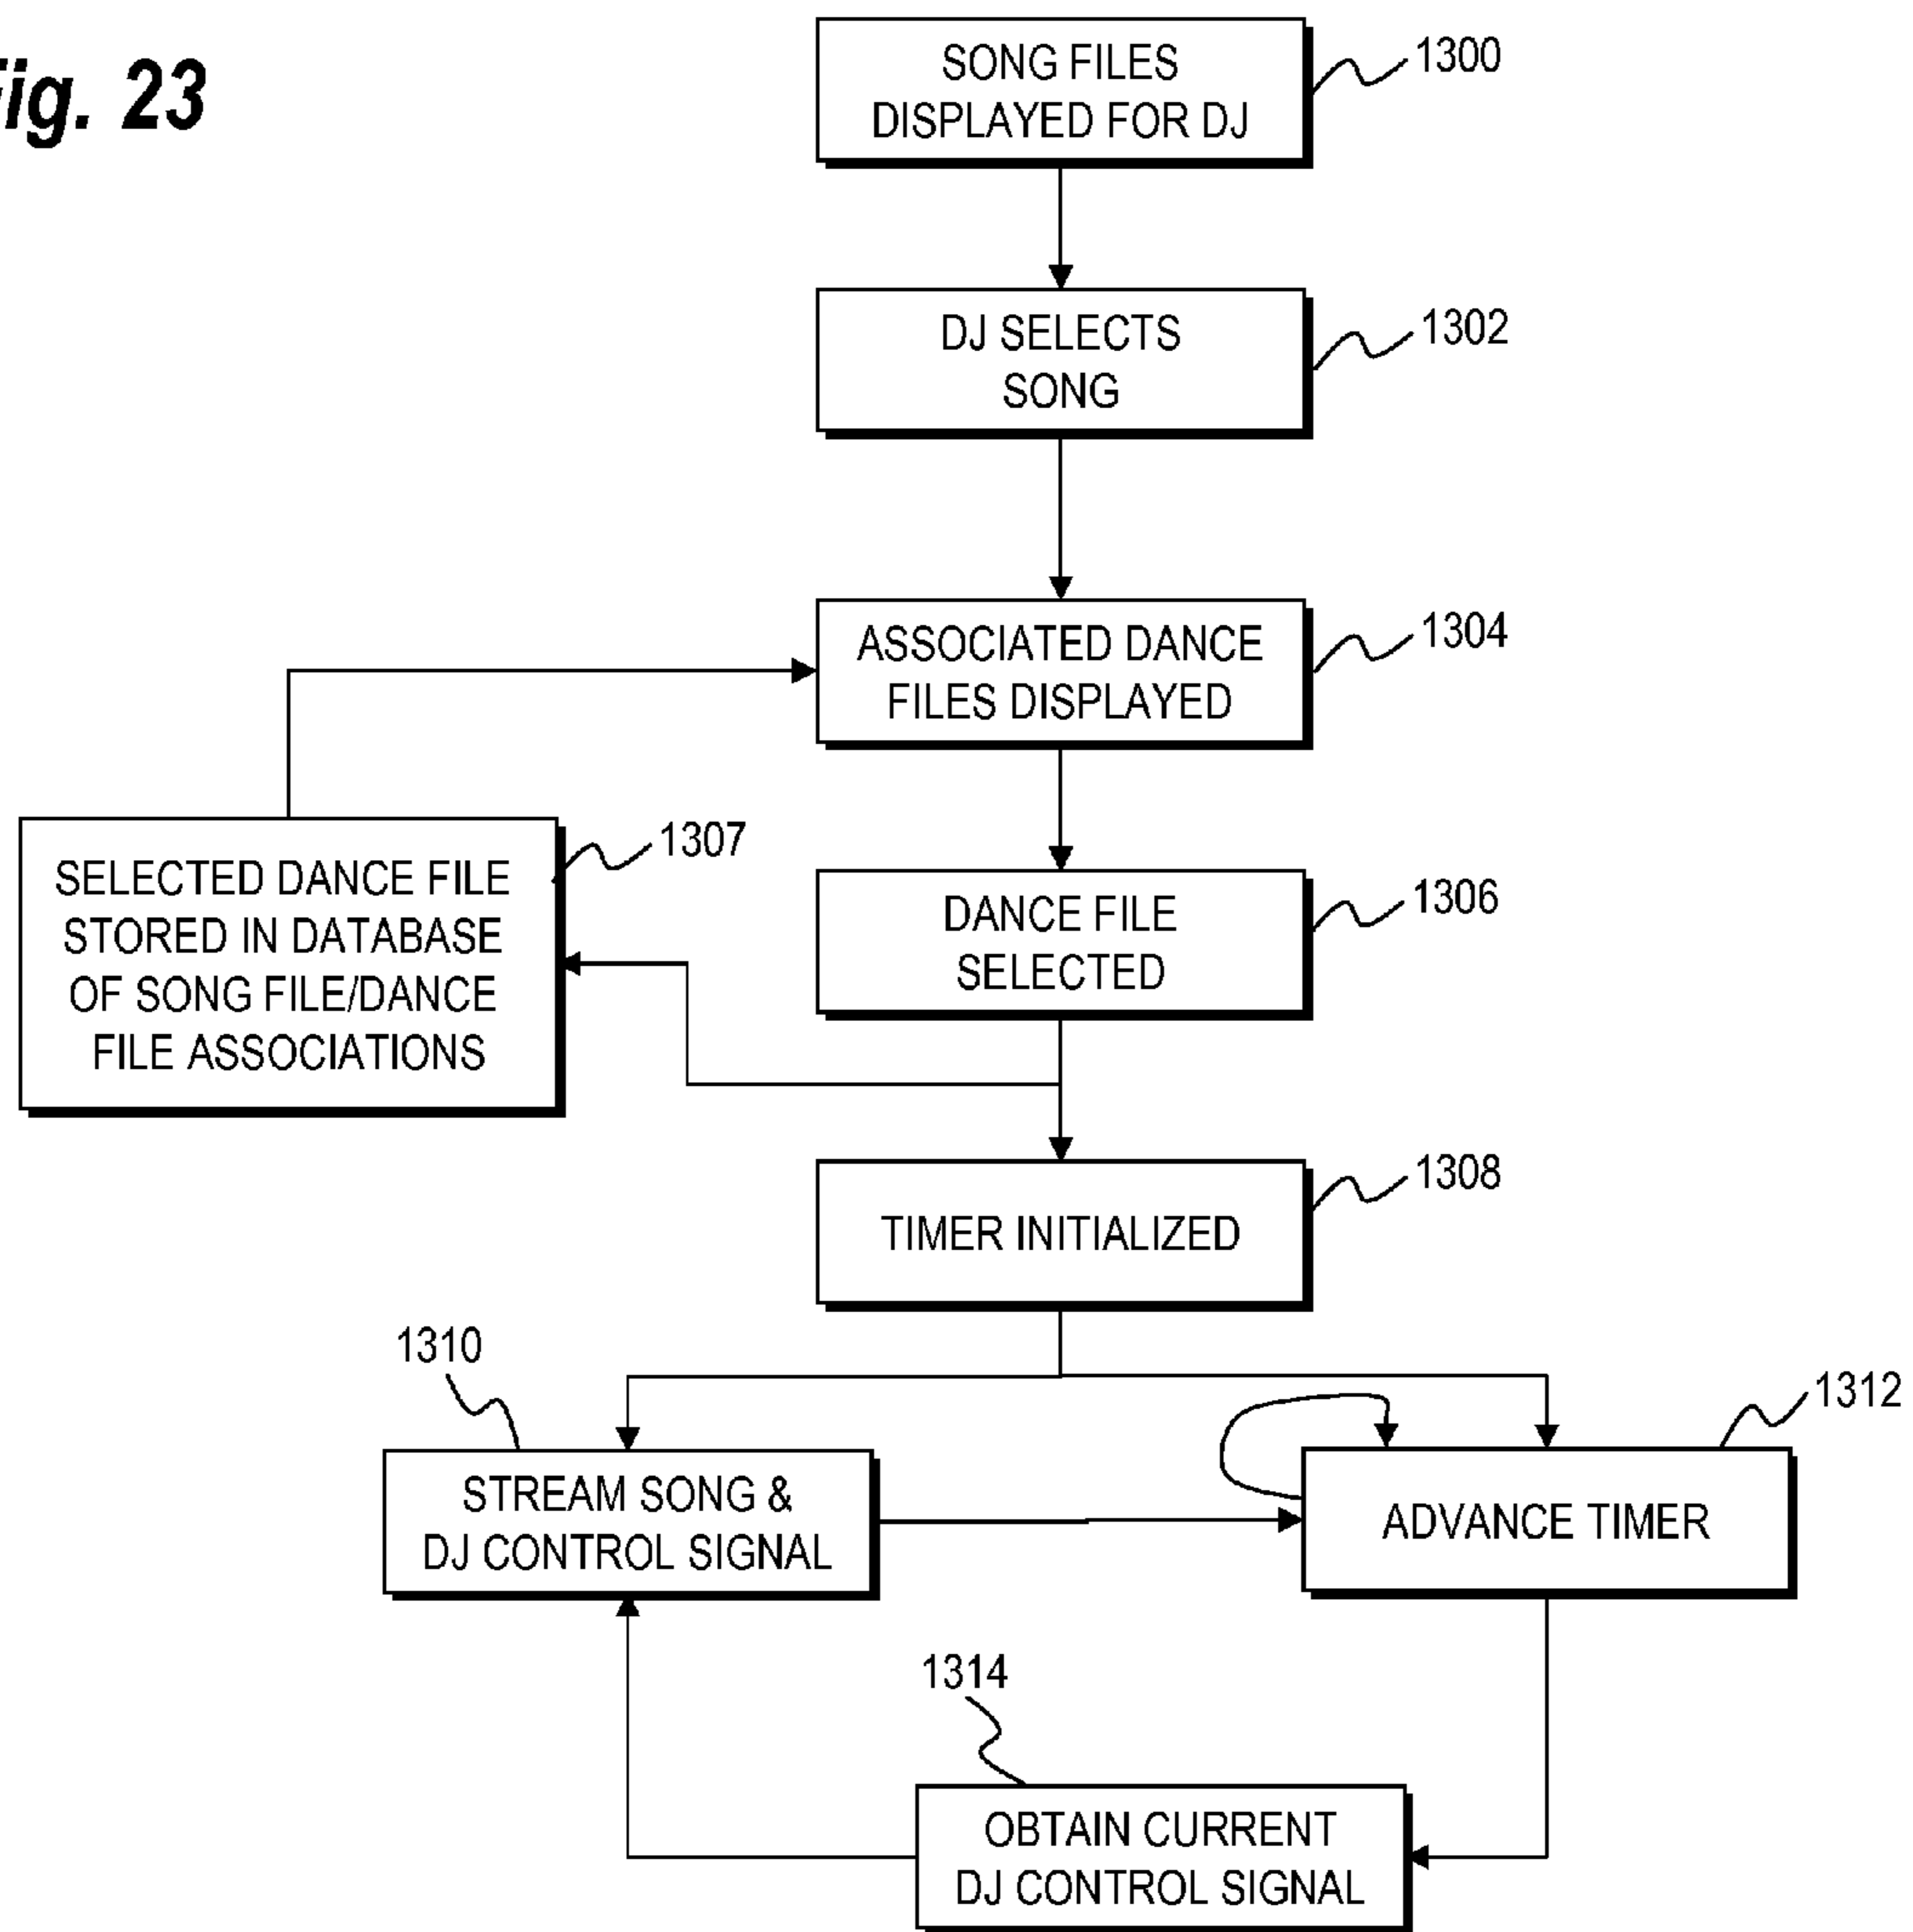 ig. 23
SONG FILES
DISPLAYED FOR DJ
1300
DJ SELECTS
SONG
1302
ASSOCIATED DANCE
FILES DISPLAYED
1304
SELECTED DANCE FILE
STORED IN DATABASE
OF SONG FILE/DANCE
FILE ASSOCIATIONS
1307
DANCE FILE
SELECTED
1306
TIMER INITIALIZED
1308
1310
STREAM SONG &
DJ CONTROL SIGNAL
1312
ADVANCE TIMER
1314
OBTAIN CURRENT
DJ CONTROL SIGNAL